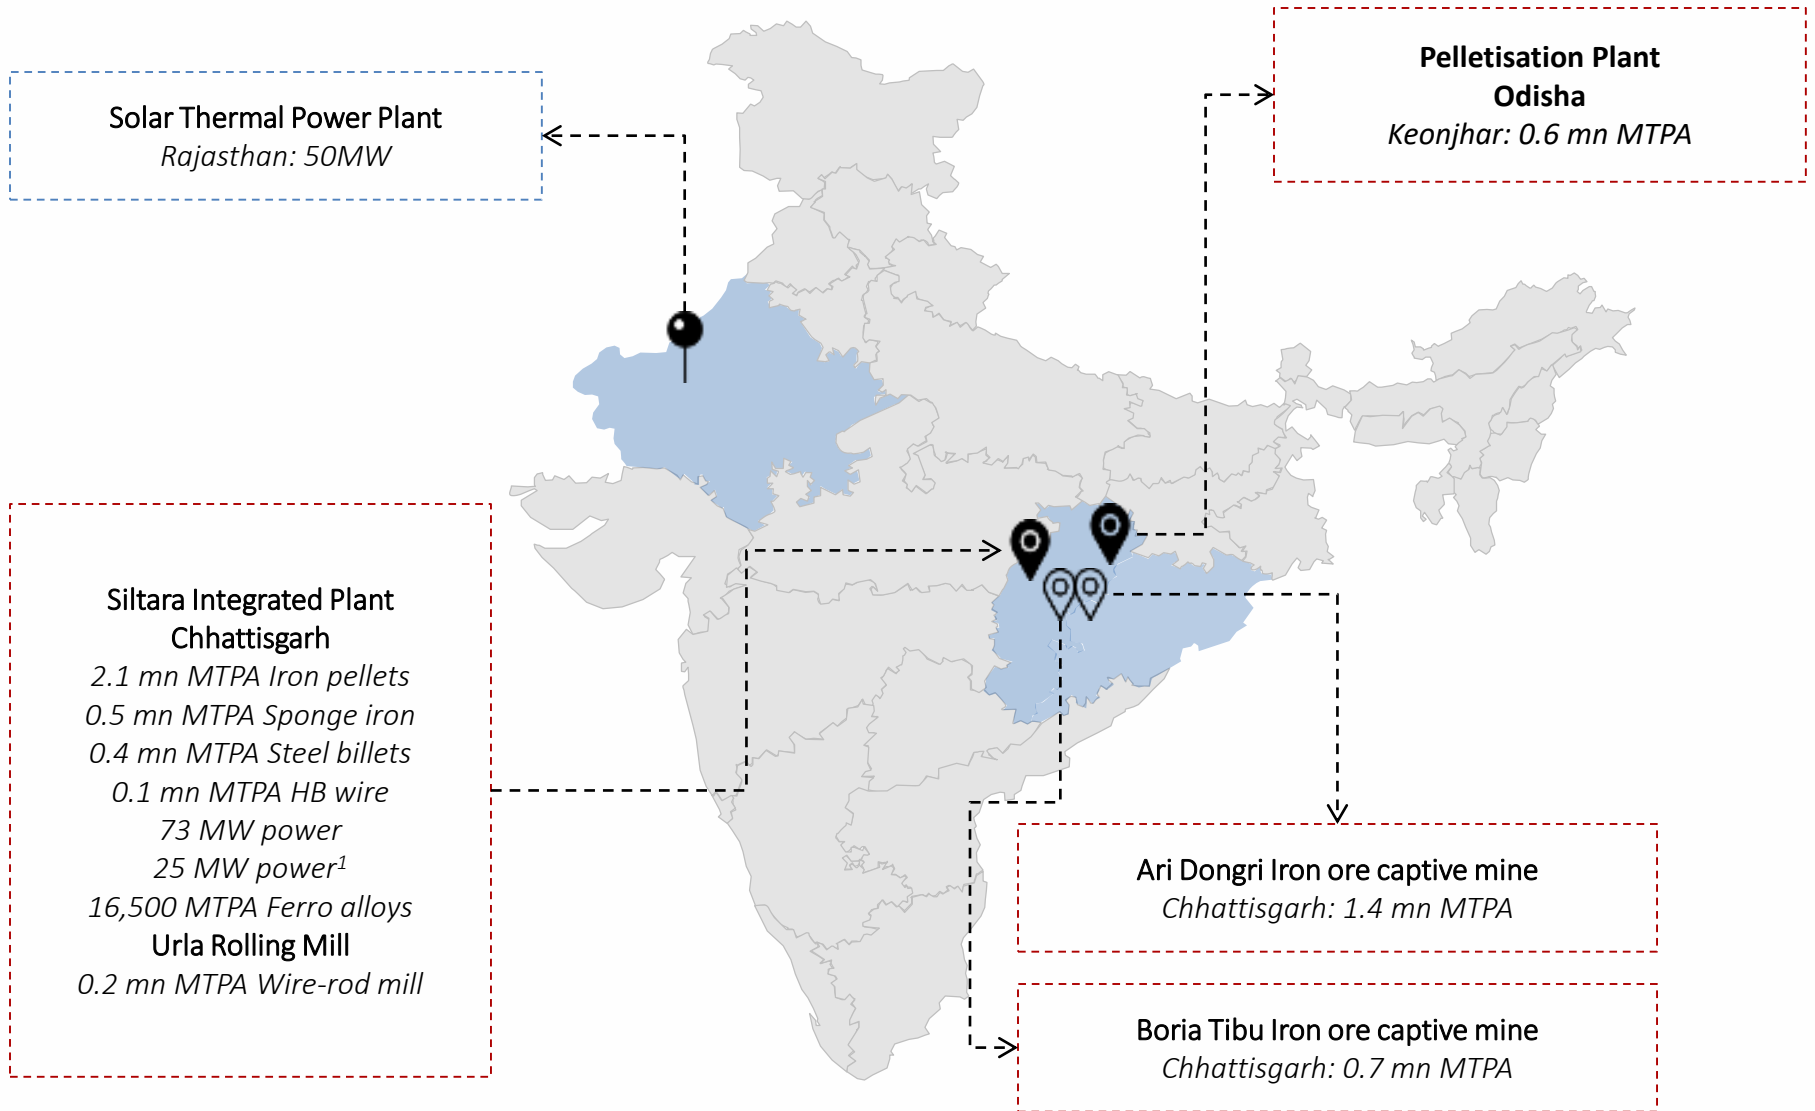 Solar Thermal Power Plant
Rajasthan: 50MW
Pelletisation Plant
Odisha
Keonjhar: 0.6 mn MTPA
Siltara Integrated Plant
Chhattisgarh
2.1 mn MTPA Iron pellets
0.5 mn MTPA Sponge iron
0.4 mn MTPA Steel billets
0.1 mn MTPA HB wire
73 MW power
25 MW power¹
16,500 MTPA Ferro alloys
Urla Rolling Mill
0.2 mn MTPA Wire-rod mill
Ari Dongri Iron ore captive mine
Chhattisgarh: 1.4 mn MTPA
Boria Tibu Iron ore captive mine
Chhattisgarh: 0.7 mn MTPA